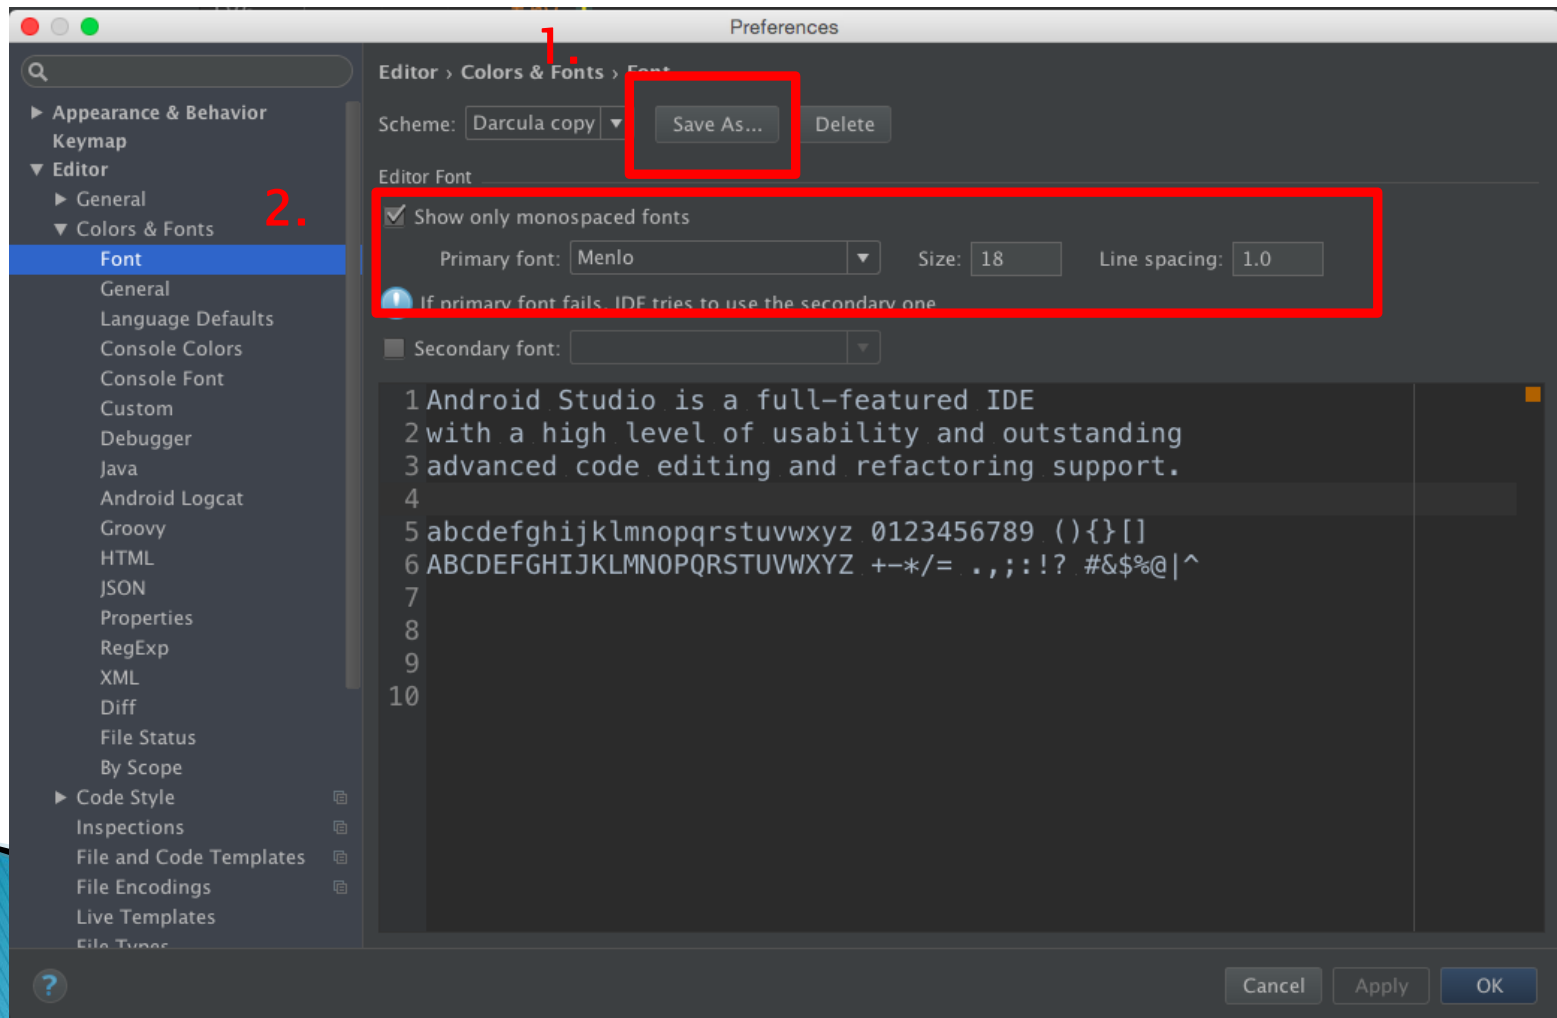 Preferences
1.
Editor › Colors & Fonts › Font
Scheme: Darcula copy Save As... Delete
Editor Font
2.
Show only monospaced fonts
Primary font: Menlo Size: 18 Line spacing: 1.0
If primary font fails, IDE tries to use the secondary one
Secondary font:
Appearance & Behavior
Keymap
Editor
General
Colors & Fonts
Font
General
Language Defaults
Console Colors
Console Font
Custom
Debugger
Java
Android Logcat
Groovy
HTML
JSON
Properties
RegExp
XML
Diff
File Status
By Scope
Code Style
Inspections
File and Code Templates
File Encodings
Live Templates
File Types
1 Android Studio is a full-featured IDE
2 with a high level of usability and outstanding
3 advanced code editing and refactoring support.
4
5 abcdefghijklmnopqrstuvwxyz 0123456789 (){}[]
6 ABCDEFGHIJKLMNOPQRSTUVWXYZ +-*/= .,;:!? #&$%@|^
7
8
9
10
?
Cancel Apply OK